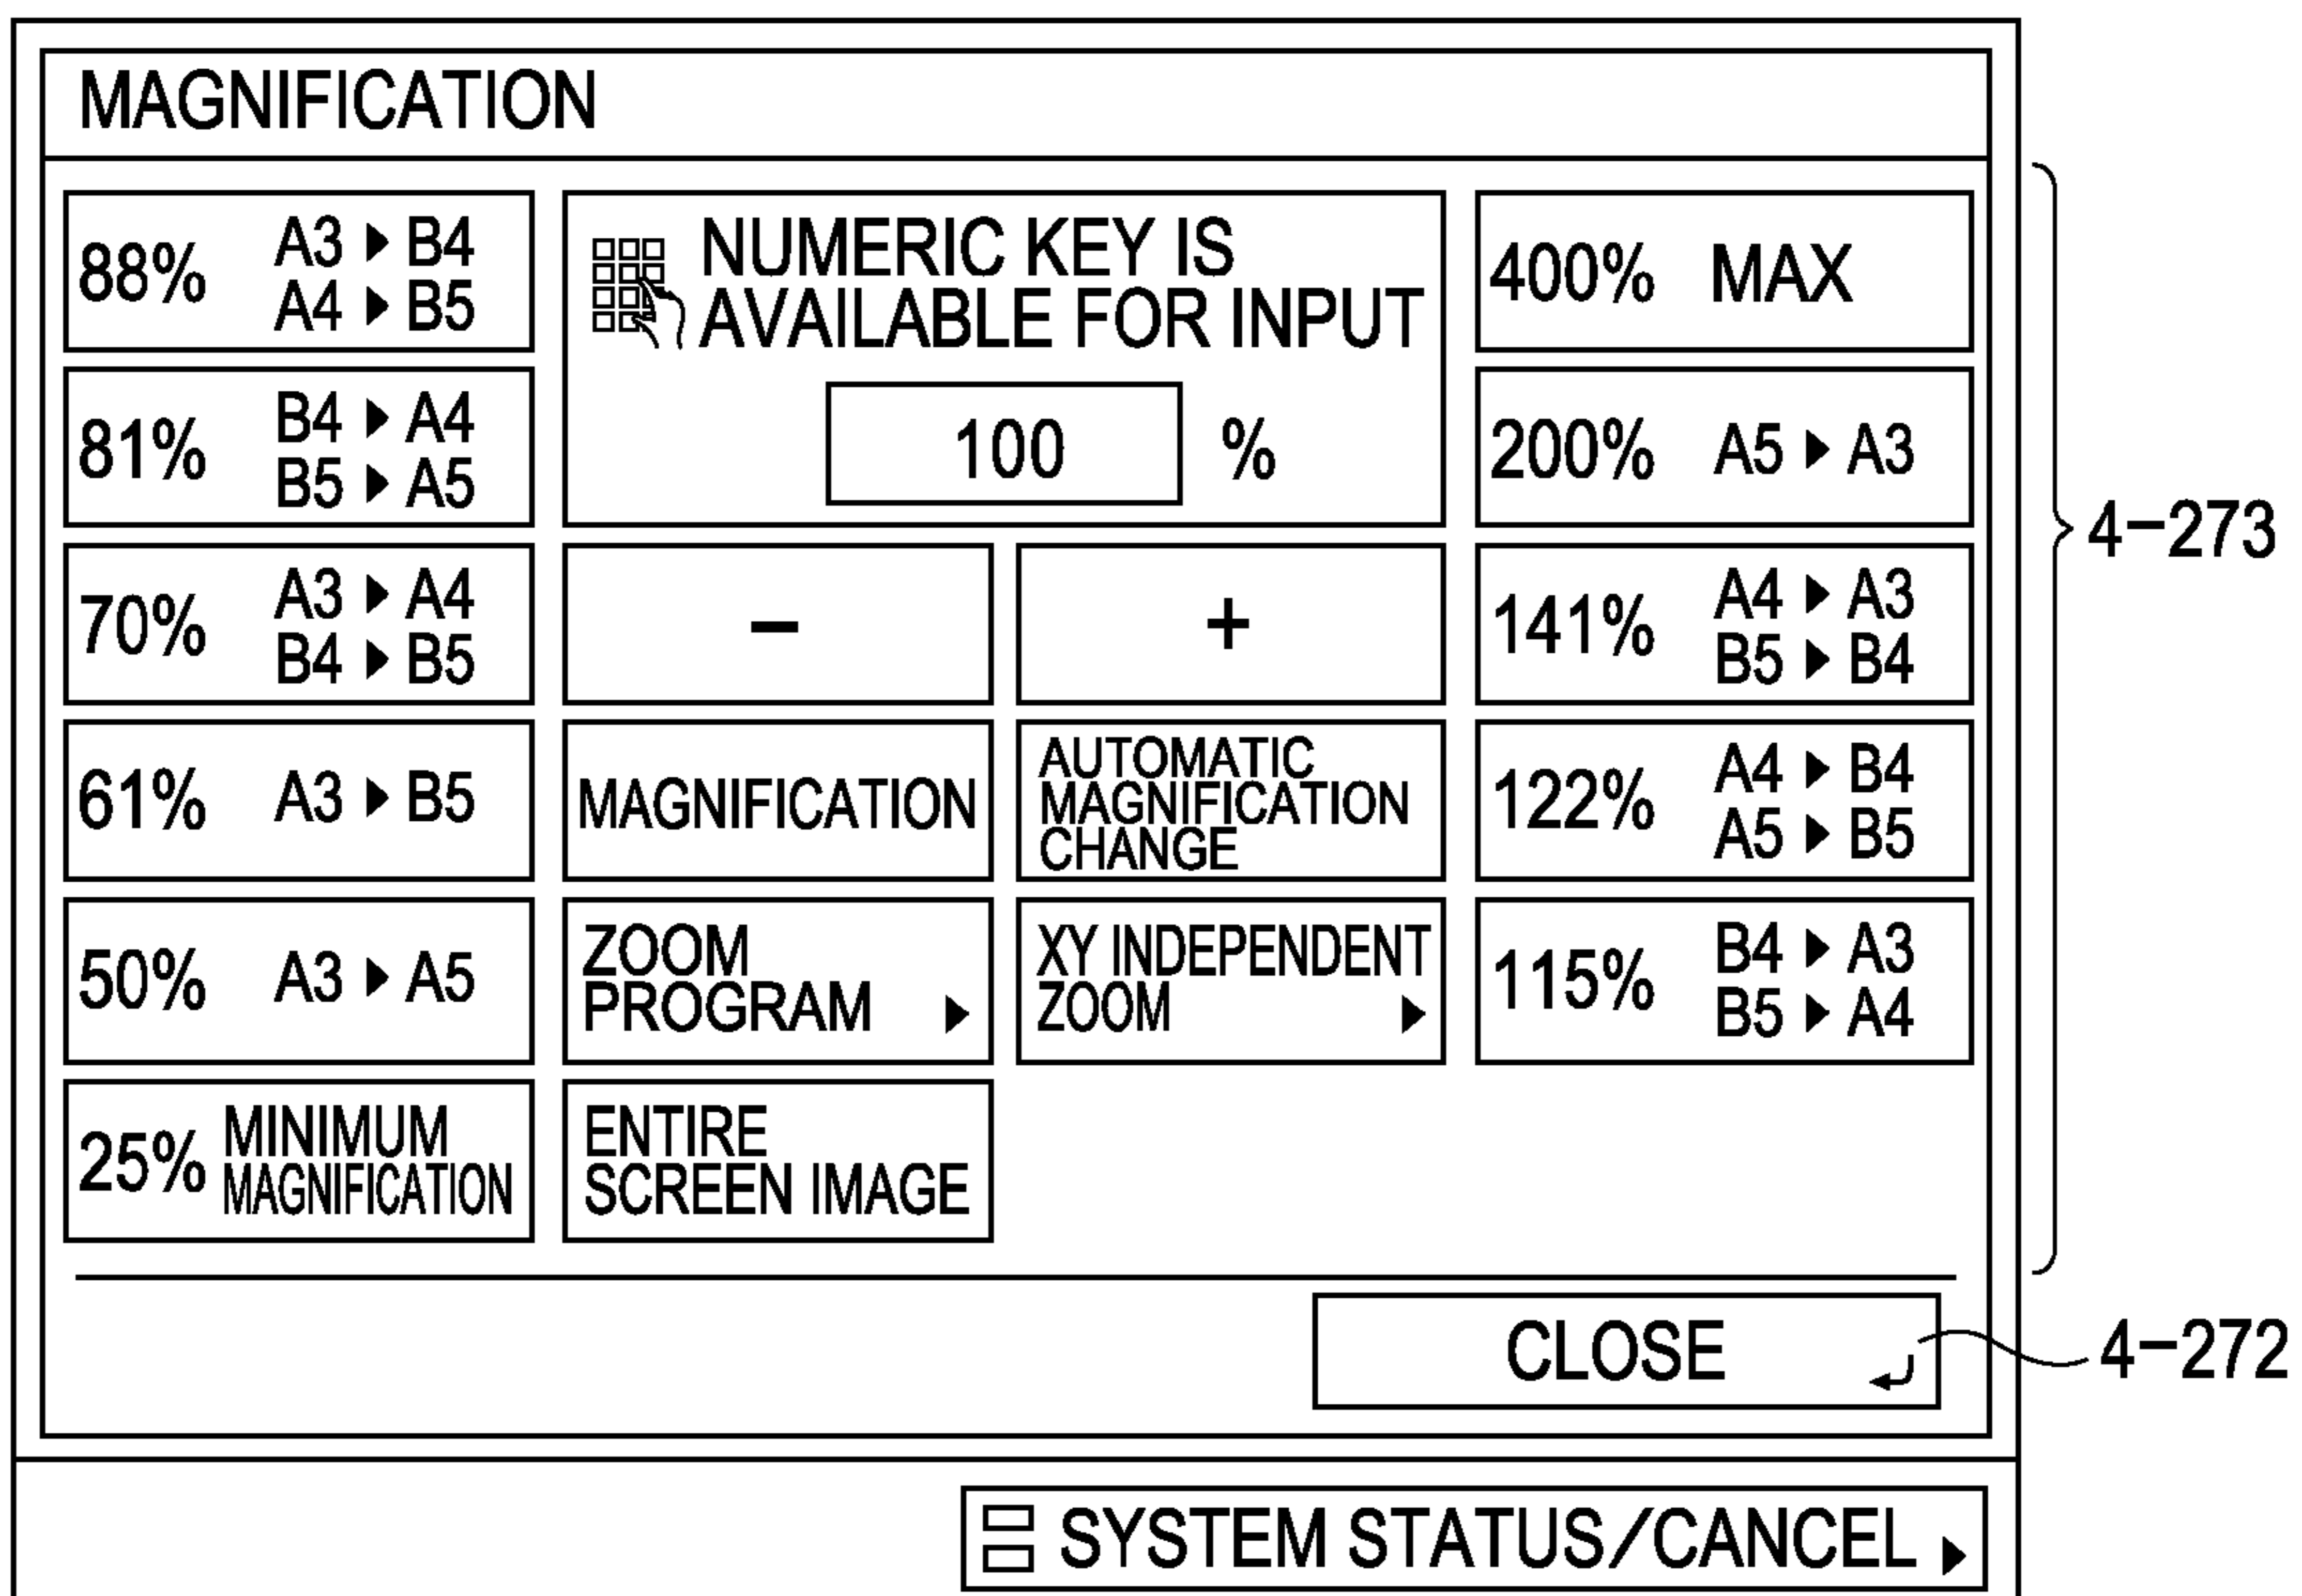 MAGNIFICATION
88% A3 ▶ B4
A4 ▶ B5
81% B4 ▶ A4
B5 ▶ A5
70% A3 ▶ A4
B4 ▶ B5
61% A3 ▶ B5
50% A3 ▶ A5
25% MINIMUM
MAGNIFICATION
NUMERIC KEY IS
AVAILABLE FOR INPUT
100 %
− +
MAGNIFICATION
AUTOMATIC
MAGNIFICATION
CHANGE
ZOOM
PROGRAM ▶
XY INDEPENDENT
ZOOM ▶
ENTIRE
SCREEN IMAGE
400% MAX
200% A5 ▶ A3
141% A4 ▶ A3
B5 ▶ B4
122% A4 ▶ B4
A5 ▶ B5
115% B4 ▶ A3
B5 ▶ A4
4-273
CLOSE
4-272
SYSTEM STATUS/CANCEL ▶